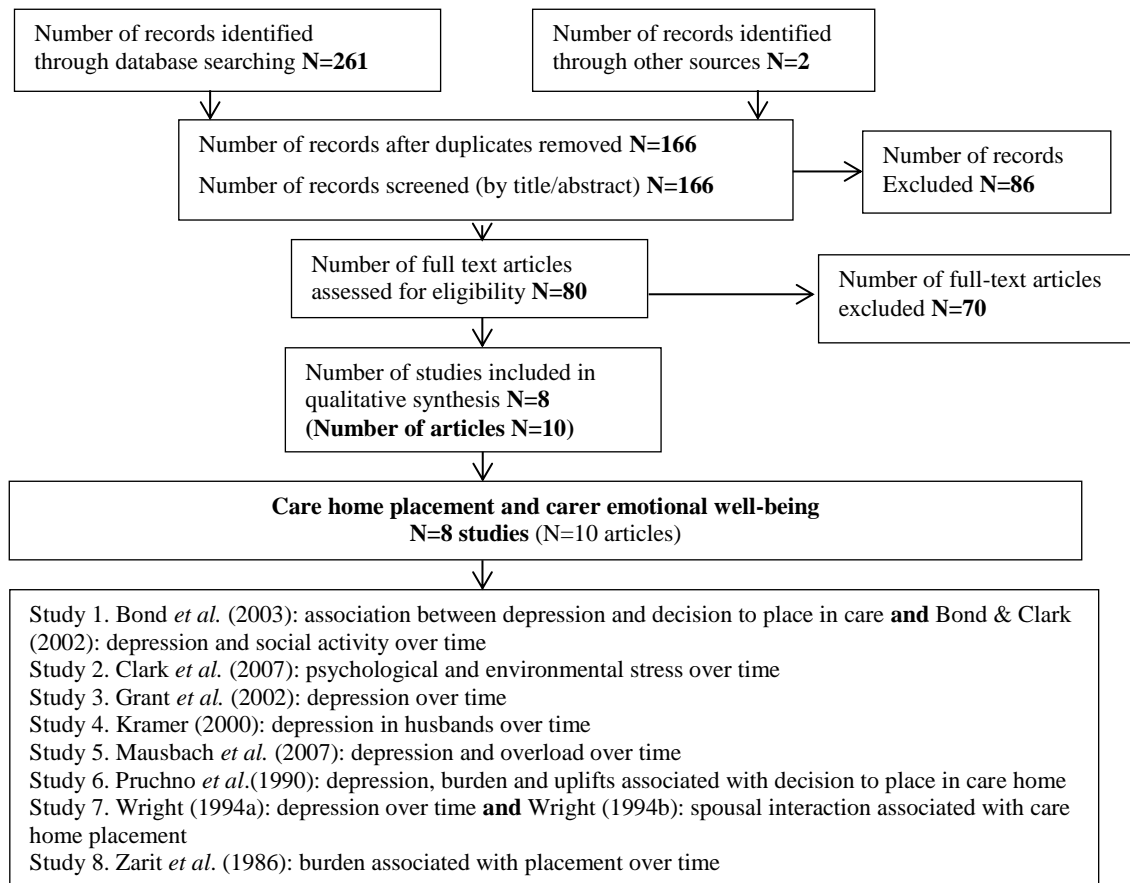 Number of records identified
through database searching N=261
Number of records identified
through other sources N=2
Number of records after duplicates removed N=166
Number of records screened (by title/abstract) N=166
Number of records
Excluded N=86
Number of full text articles
assessed for eligibility N=80
Number of full-text articles
excluded N=70
Number of studies included in
qualitative synthesis N=8
(Number of articles N=10)
Care home placement and carer emotional well-being
N=8 studies (N=10 articles)
Study 1. Bond et al. (2003): association between depression and decision to place in care and Bond & Clark
(2002): depression and social activity over time
Study 2. Clark et al. (2007): psychological and environmental stress over time
Study 3. Grant et al. (2002): depression over time
Study 4. Kramer (2000): depression in husbands over time
Study 5. Mausbach et al. (2007): depression and overload over time
Study 6. Pruchno et al.(1990): depression, burden and uplifts associated with decision to place in care home
Study 7. Wright (1994a): depression over time and Wright (1994b): spousal interaction associated with care
home placement
Study 8. Zarit et al. (1986): burden associated with placement over time